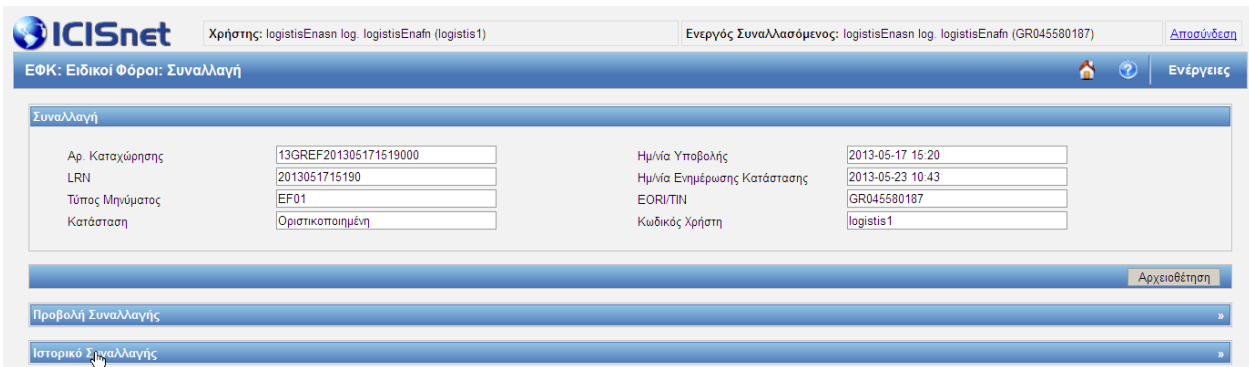 ICISnet
Χρήστης: logistisEnasn log. logistisEnafn (logistis1) Ενεργός Συναλλασόμενος: logistisEnasn log. logistisEnafn (GR045580187) Αποσύνδεση
ΕΦΚ: Ειδικοί Φόροι: Συναλλαγή ? Ενέργειες
Συναλλαγή
Αρ. Καταχώρησης 13GREF201305171519000 Ημ/νία Υποβολής 2013-05-17 15:20
LRN 2013051715190 Ημ/νία Ενημέρωσης Κατάστασης 2013-05-23 10:43
Τύπος Μηνύματος EF01 EORI/TIN GR045580187
Κατάσταση Οριστικοποιημένη Κωδικός Χρήστη logistis1
Αρχειοθέτηση
Προβολή Συναλλαγής »
Ιστορικό Συναλλαγής »